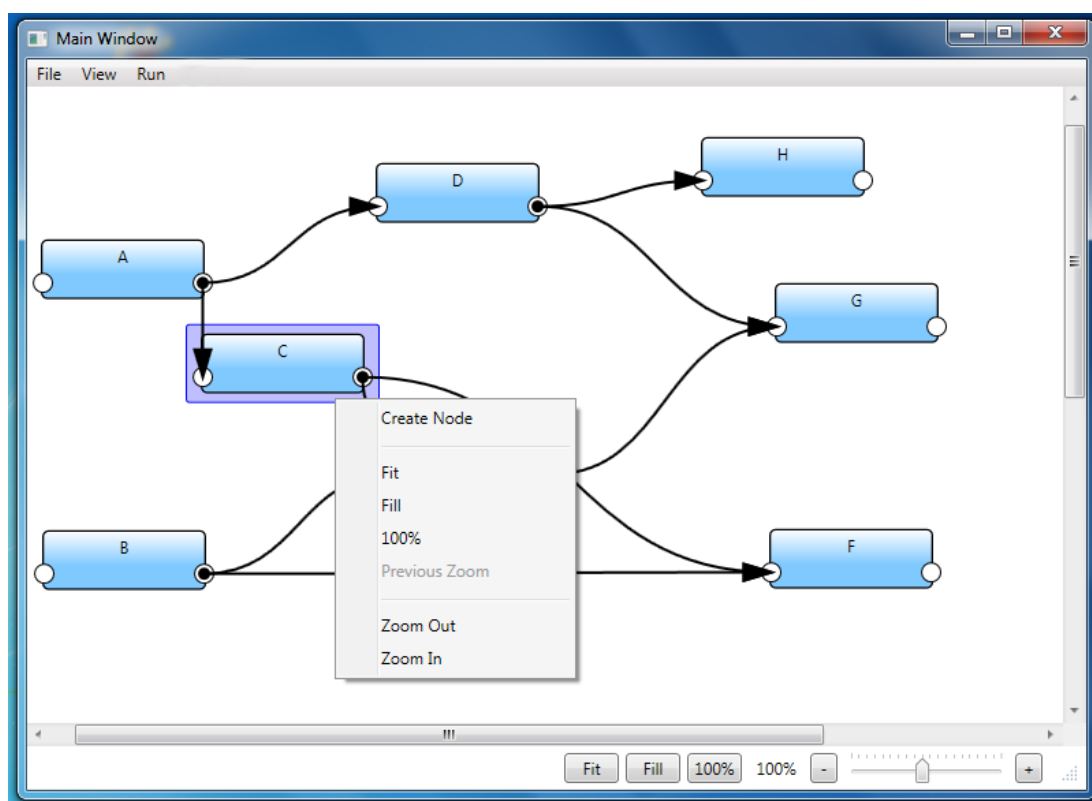 Main Window
File View Run
H
D
A
G
C
Create Node
Fit
Fill
100%
Previous Zoom
B
F
Zoom Out
Zoom In
Fit Fill 100% 100% - +